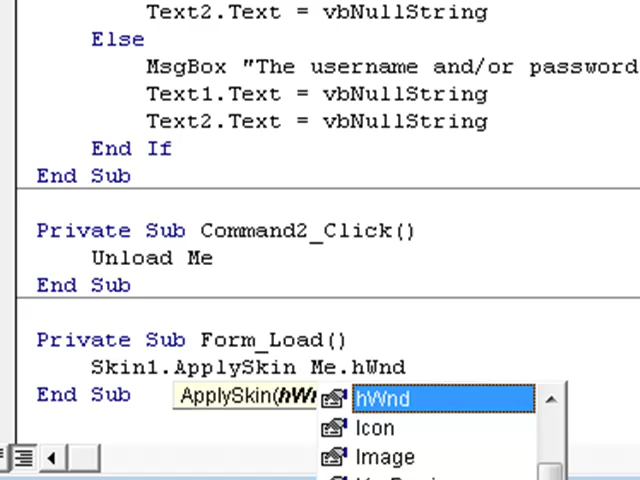 Text2.Text = vbNullString
Else
MsgBox "The username and/or password
Text1.Text = vbNullString
Text2.Text = vbNullString
End If
End Sub
Private Sub Command2_Click()
Unload Me
End Sub
Private Sub Form_Load()
Skin1.ApplySkin Me.hWnd
End Sub
ApplySkin(hWn
hWnd
Icon
Image